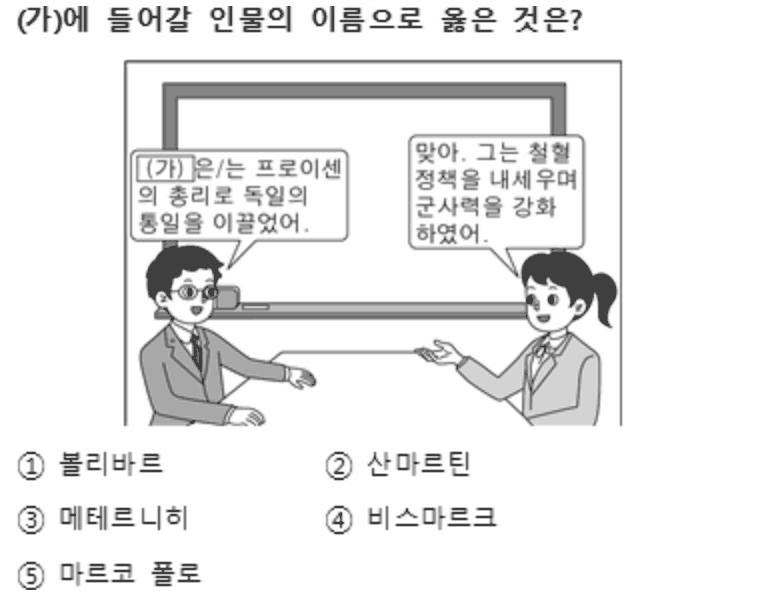 (가)에 들어갈 인물의 이름으로 옳은 것은?
(가) 은/는 프로이센
의 총리로 독일의
통일을 이끌었어.
맞아. 그는 철혈
정책을 내세우며
군사력을 강화
하였어.
① 볼리바르
② 산마르틴
③ 메테르니히
④ 비스마르크
⑤ 마르코 폴로